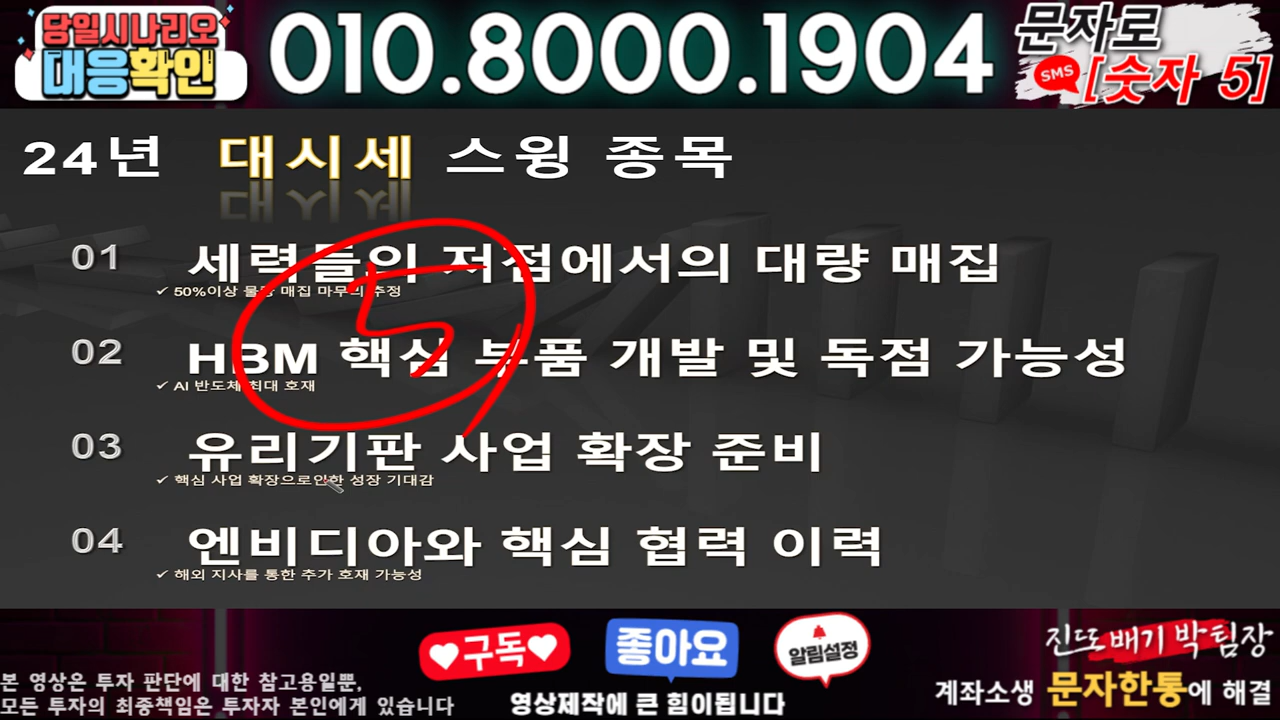 당일시나리오
대응확인
010.8000.1904
문자로
SMS
[숫자 5]
24년 대시세 스윙 종목
01 세력들의 저점에서의 대량 매집
✓ 50%이상 물량 매집 마무리 추정
5
02 HBM 핵심 부품 개발 및 독점 가능성
✓ AI 반도체 최대 호재
03 유리기판 사업 확장 준비
✓ 핵심 사업 확장으로인한 성장 기대감
04 엔비디아와 핵심 협력 이력
✓ 해외 지사를 통한 추가 호재 가능성
구독
좋아요
알림설정
영상제작에 큰 힘이됩니다
본 영상은 투자 판단에 대한 참고용일뿐,
모든 투자의 최종책임은 투자자 본인에게 있습니다
진또배기 박팀장
계좌소생 문자한통에 해결